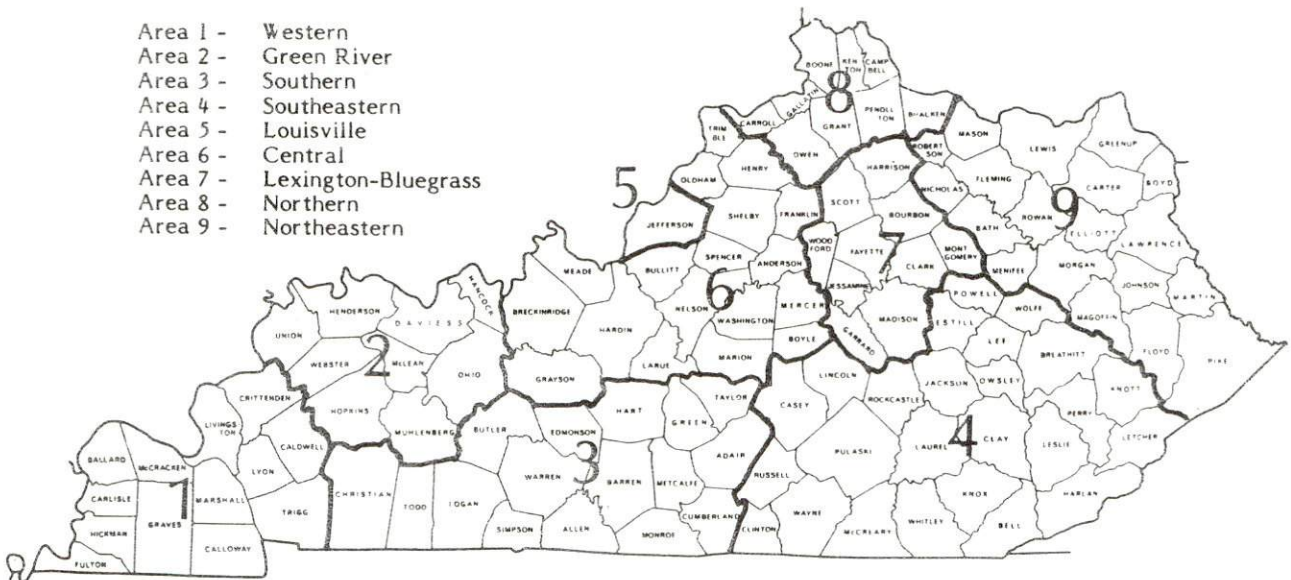 Area 1 - Western
Area 2 - Green River
Area 3 - Southern
Area 4 - Southeastern
Area 5 - Louisville
Area 6 - Central
Area 7 - Lexington-Bluegrass
Area 8 - Northern
Area 9 - Northeastern
BOONE
KEN
TON
CAMP
BELL
8
GALLATIN
CARROLL
GRANT
PENDLE
TON
TRIM
BLE
OWEN
ROBERT
SON
MASON
LEWIS
GREENUP
HENRY
HARRISON
FLEMING
OLDHAM
NICHOLAS
CARTER
BOYD
5
SHELBY
FRANKLIN
SCOTT
BOURBON
BATH
ROWAN
9
ELLIOTT
LAWRENCE
JEFFERSON
WOOD
FORD
FAYETTE
7
MONT
GOMERY
SPENCER
ANDERSON
CLARK
MENIFEE
MORGAN
MEADE
BULLITT
6
JESSAMINE
JOHNSON
MARTIN
HANCOCK
BRECKINRIDGE
NELSON
MERCER
MADISON
POWELL
WOLFE
MAGOFFIN
HENDERSON
DAVIESS
HARDIN
WASHINGTON
ESTILL
UNION
BOYLE
GARRARD
LEE
FLOYD
PIKE
WEBSTER
2
McLEAN
OHIO
LARUE
MARION
BREATHITT
GRAYSON
LINCOLN
JACKSON
OWSLEY
KNOTT
CRITTENDEN
HOPKINS
HART
TAYLOR
CASEY
ROCKCASTLE
PERRY
LIVINGS
TON
MUHLENBERG
BUTLER
EDMONSON
GREEN
LAUREL
4
CLAY
LESLIE
LETCHER
CALDWELL
PULASKI
BALLARD
McCRACKEN
LYON
WARREN
3
BARREN
METCALFE
ADAIR
RUSSELL
HARLAN
CARLISLE
1
MARSHALL
CHRISTIAN
TODD
LOGAN
KNOX
GRAVES
TRIGG
CUMBERLAND
WAYNE
HICKMAN
SIMPSON
ALLEN
MONROE
CLINTON
McCREARY
WHITLEY
BELL
CALLOWAY
FULTON